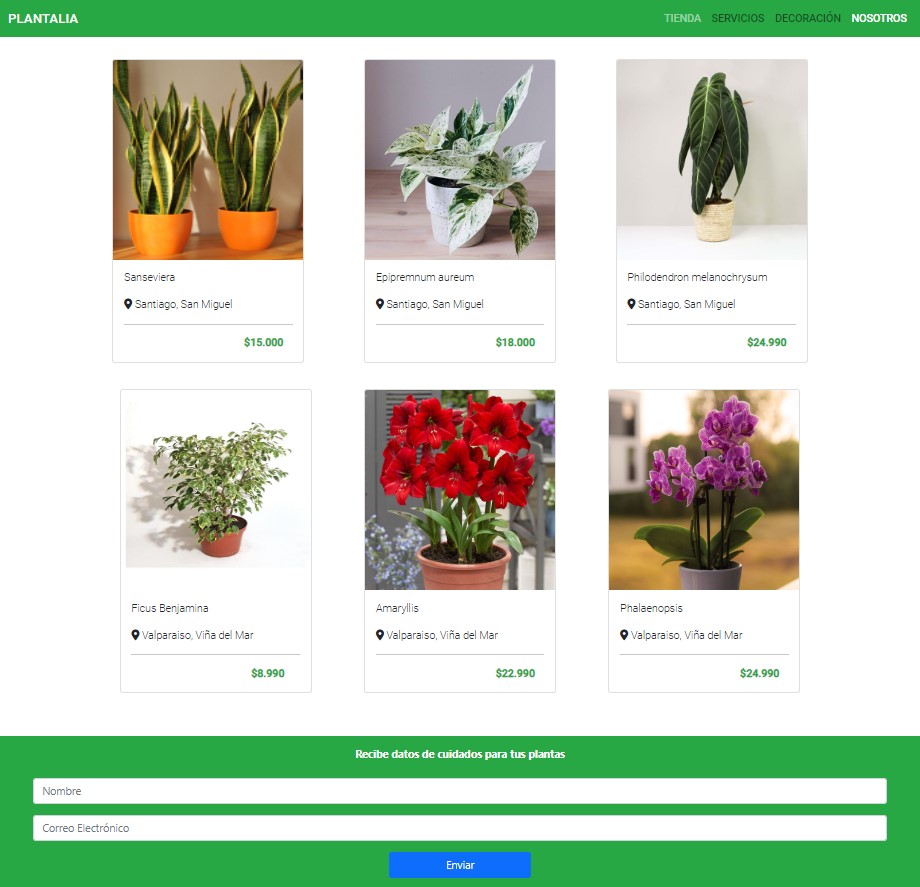 PLANTALIA
TIENDA SERVICIOS DECORACIÓN NOSOTROS
Sanseviera
Santiago, San Miguel
$15.000
Epipremnum aureum
Santiago, San Miguel
$18.000
Philodendron melanochrysum
Santiago, San Miguel
$24.990
Ficus Benjamina
Valparaiso, Viña del Mar
$8.990
Amaryllis
Valparaiso, Viña del Mar
$22.990
Phalaenopsis
Valparaiso, Viña del Mar
$24.990
Recibe datos de cuidados para tus plantas
Nombre
Correo Electrónico
Enviar